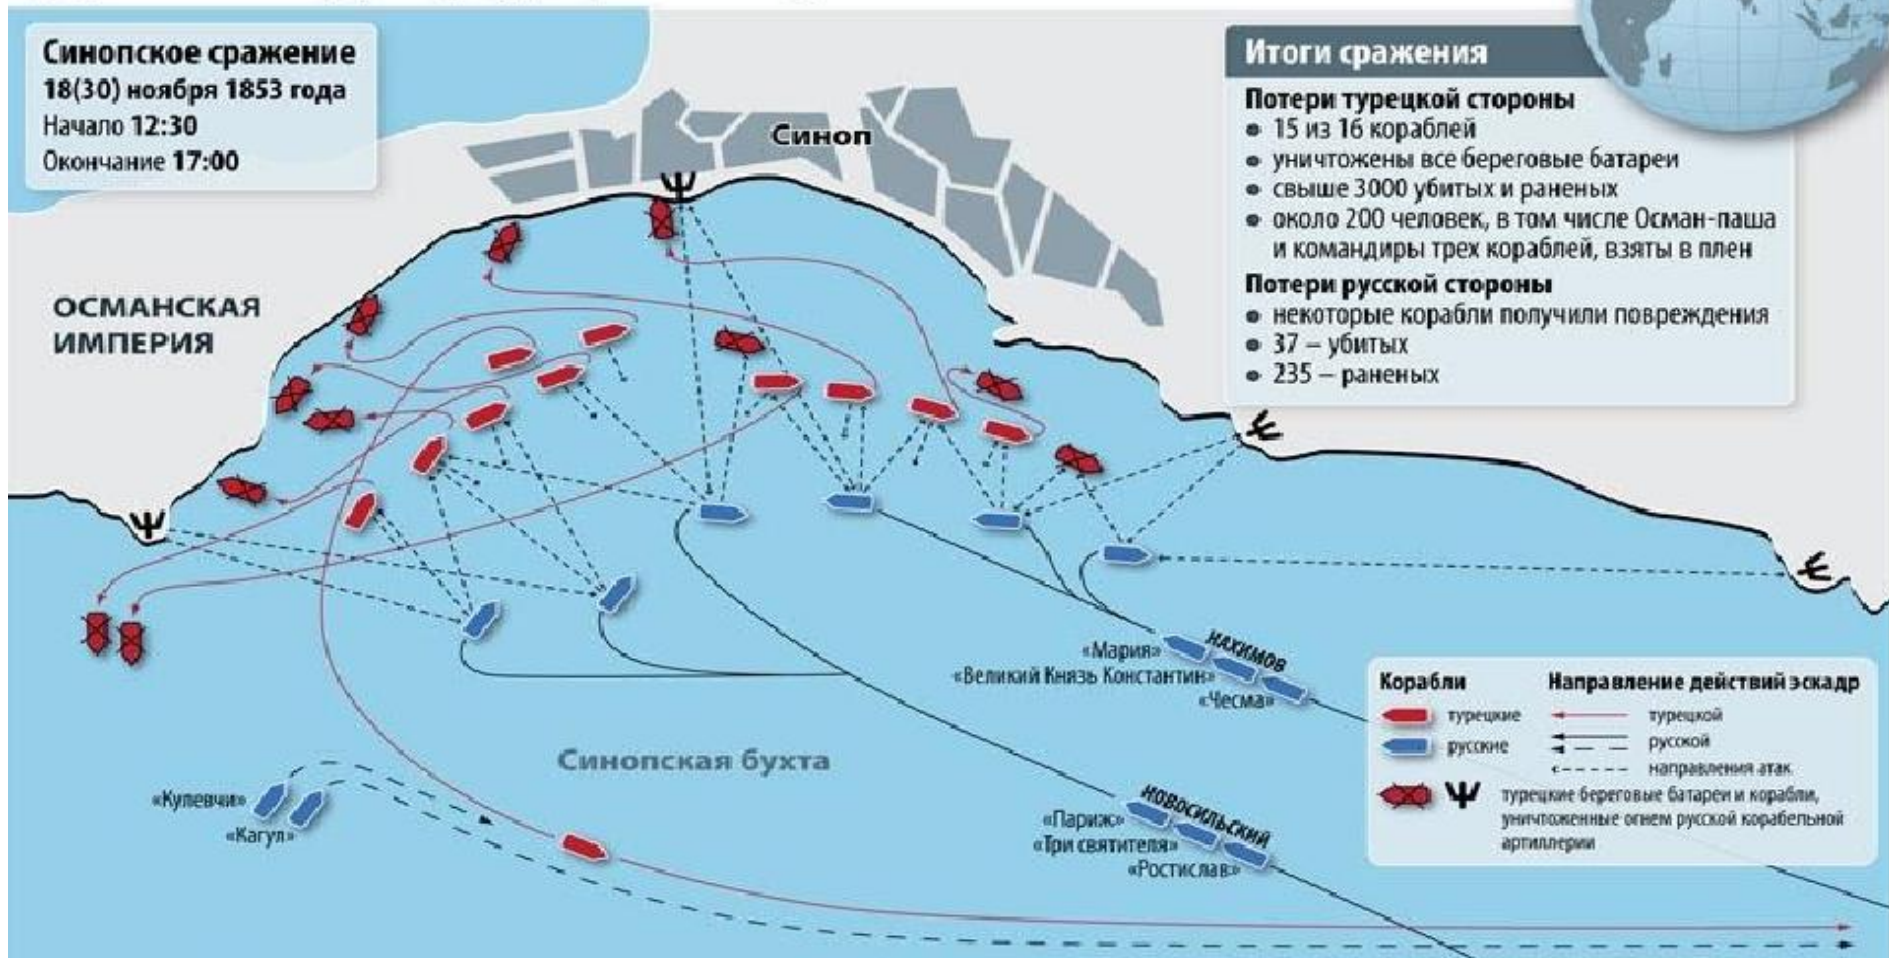 Синопское сражение
18(30) ноября 1853 года
Начало 12:30
Окончание 17:00
Итоги сражения
Потери турецкой стороны
15 из 16 кораблей
уничтожены все береговые батареи
свыше 3000 убитых и раненых
около 200 человек, в том числе Осман-паша
и командиры трех кораблей, взяты в плен
Потери русской стороны
некоторые корабли получили повреждения
37 – убитых
235 – раненых
Синоп
ОСМАНСКАЯ
ИМПЕРИЯ
НАХИМОВ
«Мария»
«Великий Князь Константин»
«Чесма»
Синопская бухта
«Кулевчи»
«Кагул»
НОВОСИЛЬСКИЙ
«Париж»
«Три святителя»
«Ростислав»
Корабли
турецкие
русские
Направление действий эскадр
турецкой
русской
направления атак
турецкие береговые батареи и корабли,
уничтоженные огнем русской корабельной
артиллерии